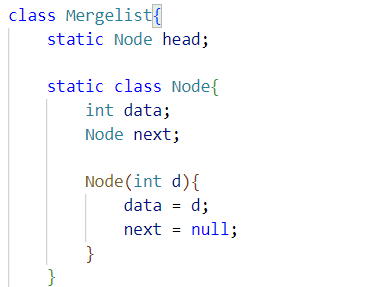 class Mergelist{
    static Node head;
    static class Node{
        int data;
        Node next;
        Node(int d){
            data = d;
            next = null;
        }
    }